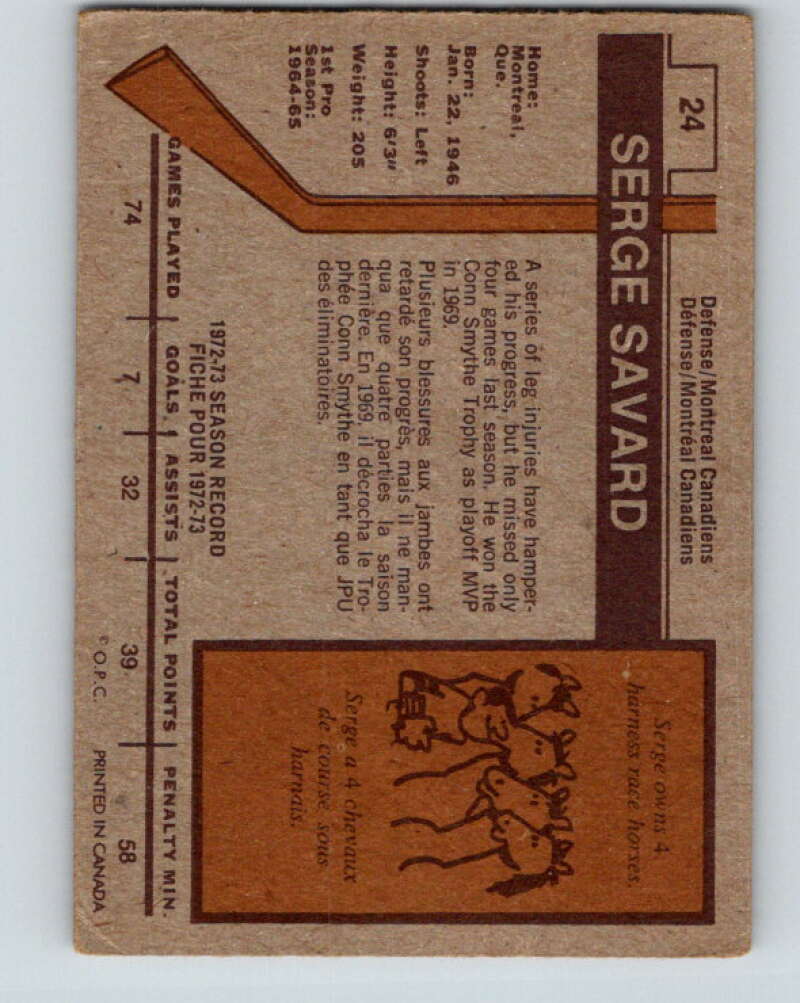 24
Defense/Montreal Canadiens
Défense/Montréal Canadiens
SERGE SAVARD
Home:
Montreal,
Que.
Born:
Jan. 22, 1946
Shoots: Left
Height: 6'3"
Weight: 205
1st Pro
Season:
1964-65
A series of leg injuries have hamper-
ed his progress, but he missed only
four games last season. He won the
Conn Smythe Trophy as playoff MVP
in 1969.
Plusieurs blessures aux jambes ont
retardé son progrès, mais il ne man-
qua que quatre parties la saison
dernière. En 1969, il décrocha le Tro-
phée Conn Smythe en tant que JPU
des éliminatoires.
Serge owns 4
harness race horses.
Serge a 4 chevaux
de course sous
harnais.
1972-73 SEASON RECORD
FICHE POUR 1972-73
GAMES PLAYED GOALS ASSISTS TOTAL POINTS PENALTY MIN.
74 7 32 39 58
© O.P.C. PRINTED IN CANADA